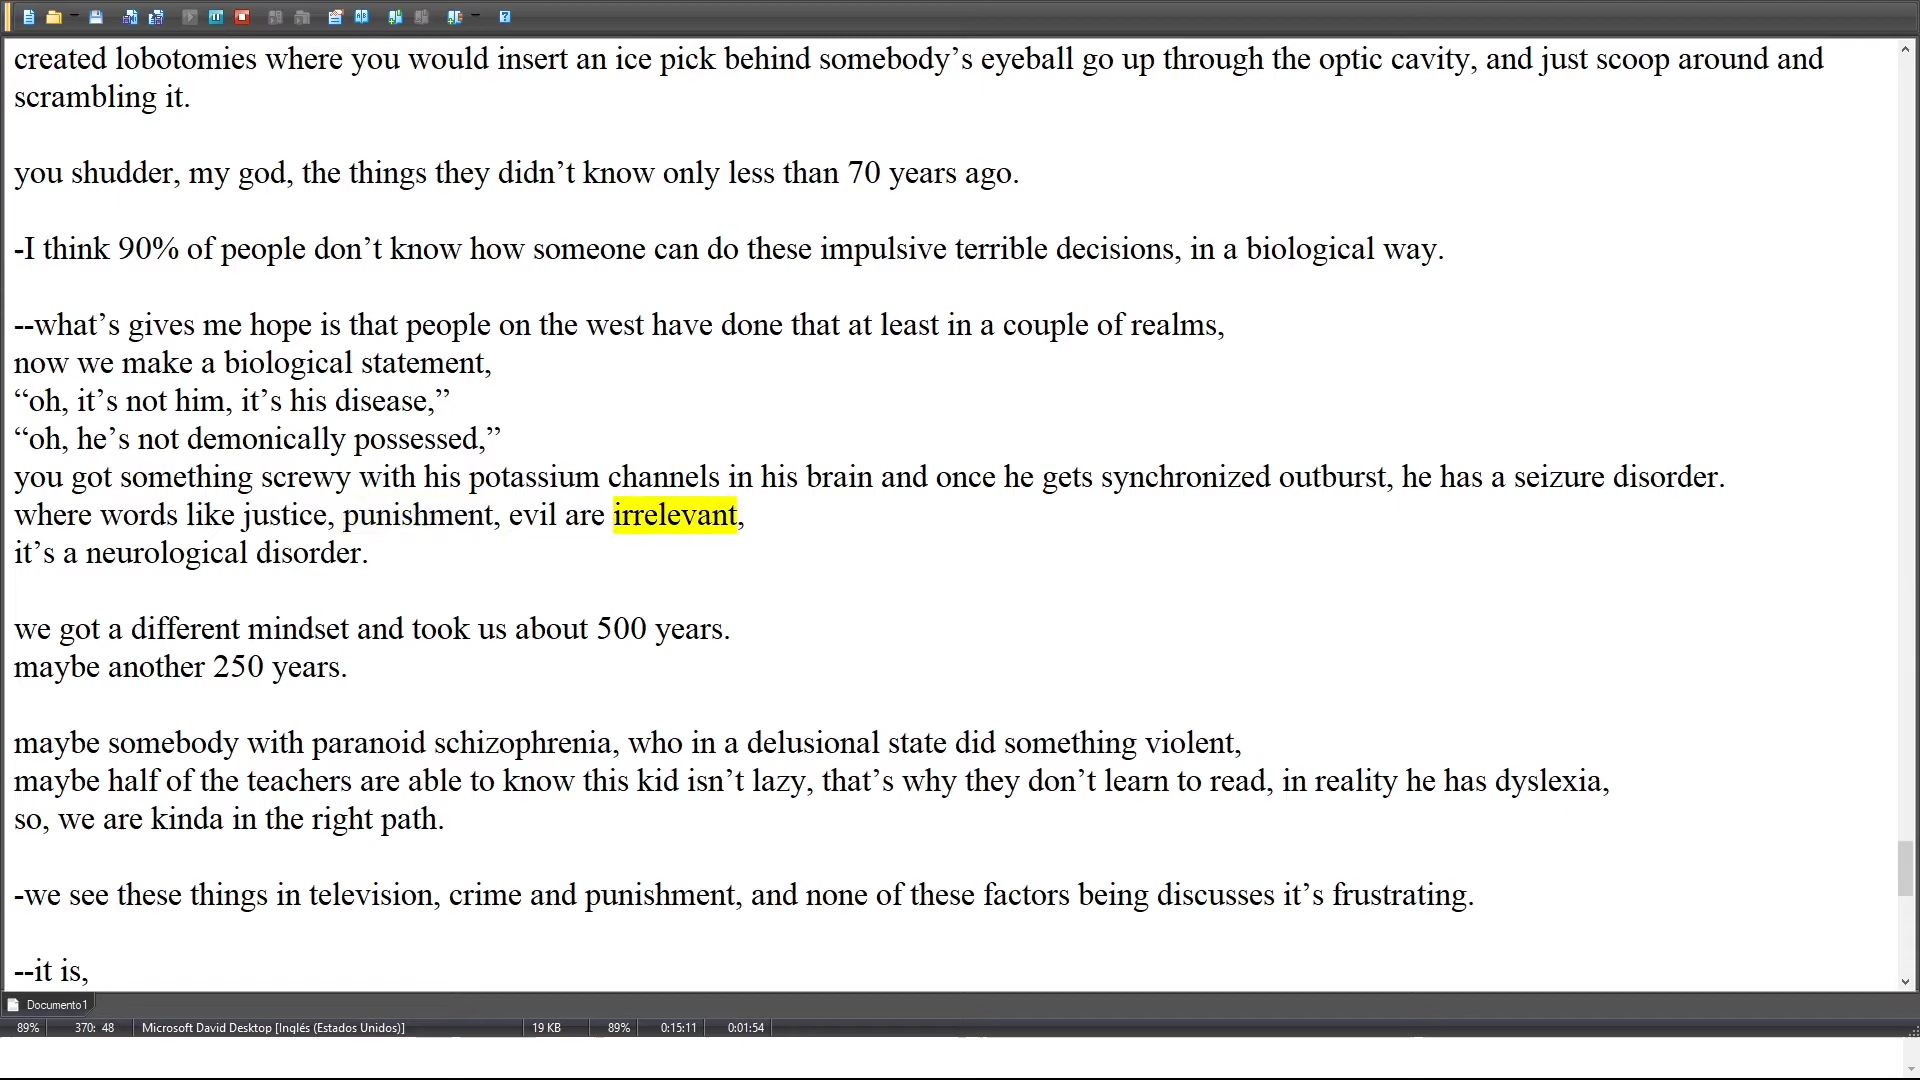 created lobotomies where you would insert an ice pick behind somebody’s eyeball go up through the optic cavity, and just scoop around and
scrambling it.
you shudder, my god, the things they didn’t know only less than 70 years ago.
-I think 90% of people don’t know how someone can do these impulsive terrible decisions, in a biological way.
--what’s gives me hope is that people on the west have done that at least in a couple of realms,
now we make a biological statement,
“oh, it’s not him, it’s his disease,”
“oh, he’s not demonically possessed,”
you got something screwy with his potassium channels in his brain and once he gets synchronized outburst, he has a seizure disorder.
where words like justice, punishment, evil are irrelevant,
it’s a neurological disorder.
we got a different mindset and took us about 500 years.
maybe another 250 years.
maybe somebody with paranoid schizophrenia, who in a delusional state did something violent,
maybe half of the teachers are able to know this kid isn’t lazy, that’s why they don’t learn to read, in reality he has dyslexia,
so, we are kinda in the right path.
-we see these things in television, crime and punishment, and none of these factors being discusses it’s frustrating.
--it is,
Documento1
89% 370: 48 Microsoft David Desktop [Inglés (Estados Unidos)] 19 KB 89% 0:15:11 0:01:54